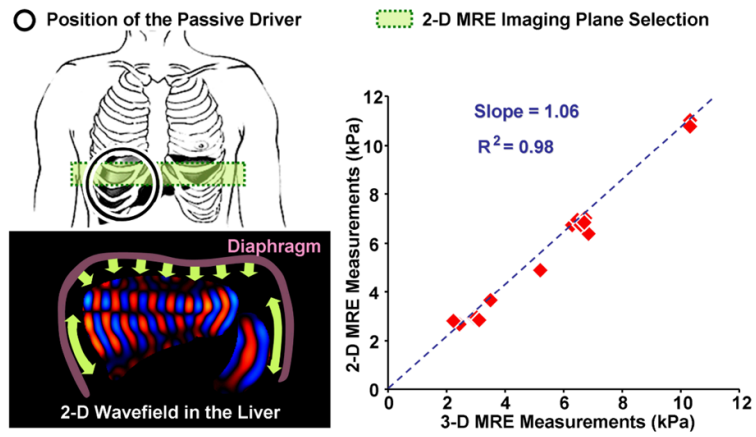 Position of the Passive Driver
2-D MRE Imaging Plane Selection
Diaphragm
2-D Wavefield in the Liver
Slope = 1.06
R² = 0.98
2-D MRE Measurements (kPa)
12
10
8
6
4
2
0
0 2 4 6 8 10 12
3-D MRE Measurements (kPa)